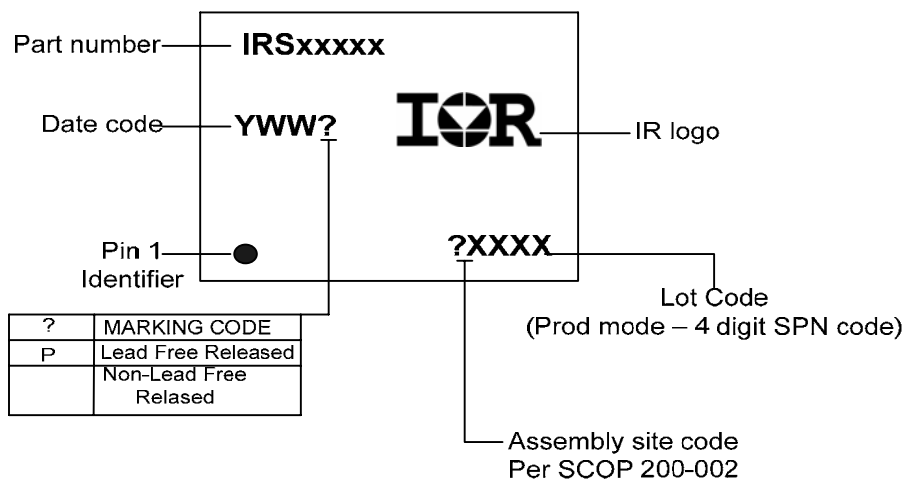 Part number
IRSxxxxx
Date code
YWW?
IOR
IR logo
Pin 1
Identifier
?XXXX
Lot Code
(Prod mode – 4 digit SPN code)
? MARKING CODE
P Lead Free Released
Non-Lead Free
Relased
Assembly site code
Per SCOP 200-002